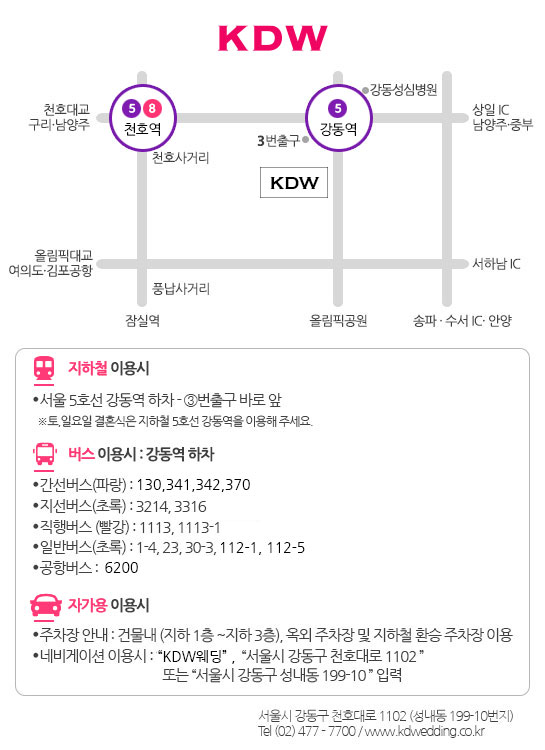 KDW
천호대교
구리·남양주
5 8
천호역
천호사거리
강동성심병원
5
강동역
3번출구
KDW
상일 IC
남양주·중부
올림픽대교
여의도·김포공항
서하남 IC
풍납사거리
잠실역
올림픽공원
송파 · 수서 IC· 안양
지하철 이용시
•서울 5호선 강동역 하차 - ③번출구 바로 앞
※토,일요일 결혼식은 지하철 5호선 강동역을 이용해 주세요.
버스 이용시 : 강동역 하차
•간선버스(파랑) : 130,341,342,370
•지선버스(초록) : 3214, 3316
•직행버스 (빨강) : 1113, 1113-1
•일반버스(초록) : 1-4, 23, 30-3, 112-1, 112-5
•공항버스 : 6200
자가용 이용시
•주차장 안내 : 건물내 (지하 1층 ~지하 3층), 옥외 주차장 및 지하철 환승 주차장 이용
•네비게이션 이용시 : “KDW웨딩” , “서울시 강동구 천호대로 1102 ”
또는 “서울시 강동구 성내동 199-10 ” 입력
서울시 강동구 천호대로 1102 (성내동 199-10번지)
Tel (02) 477 - 7700 / www.kdwedding.co.kr